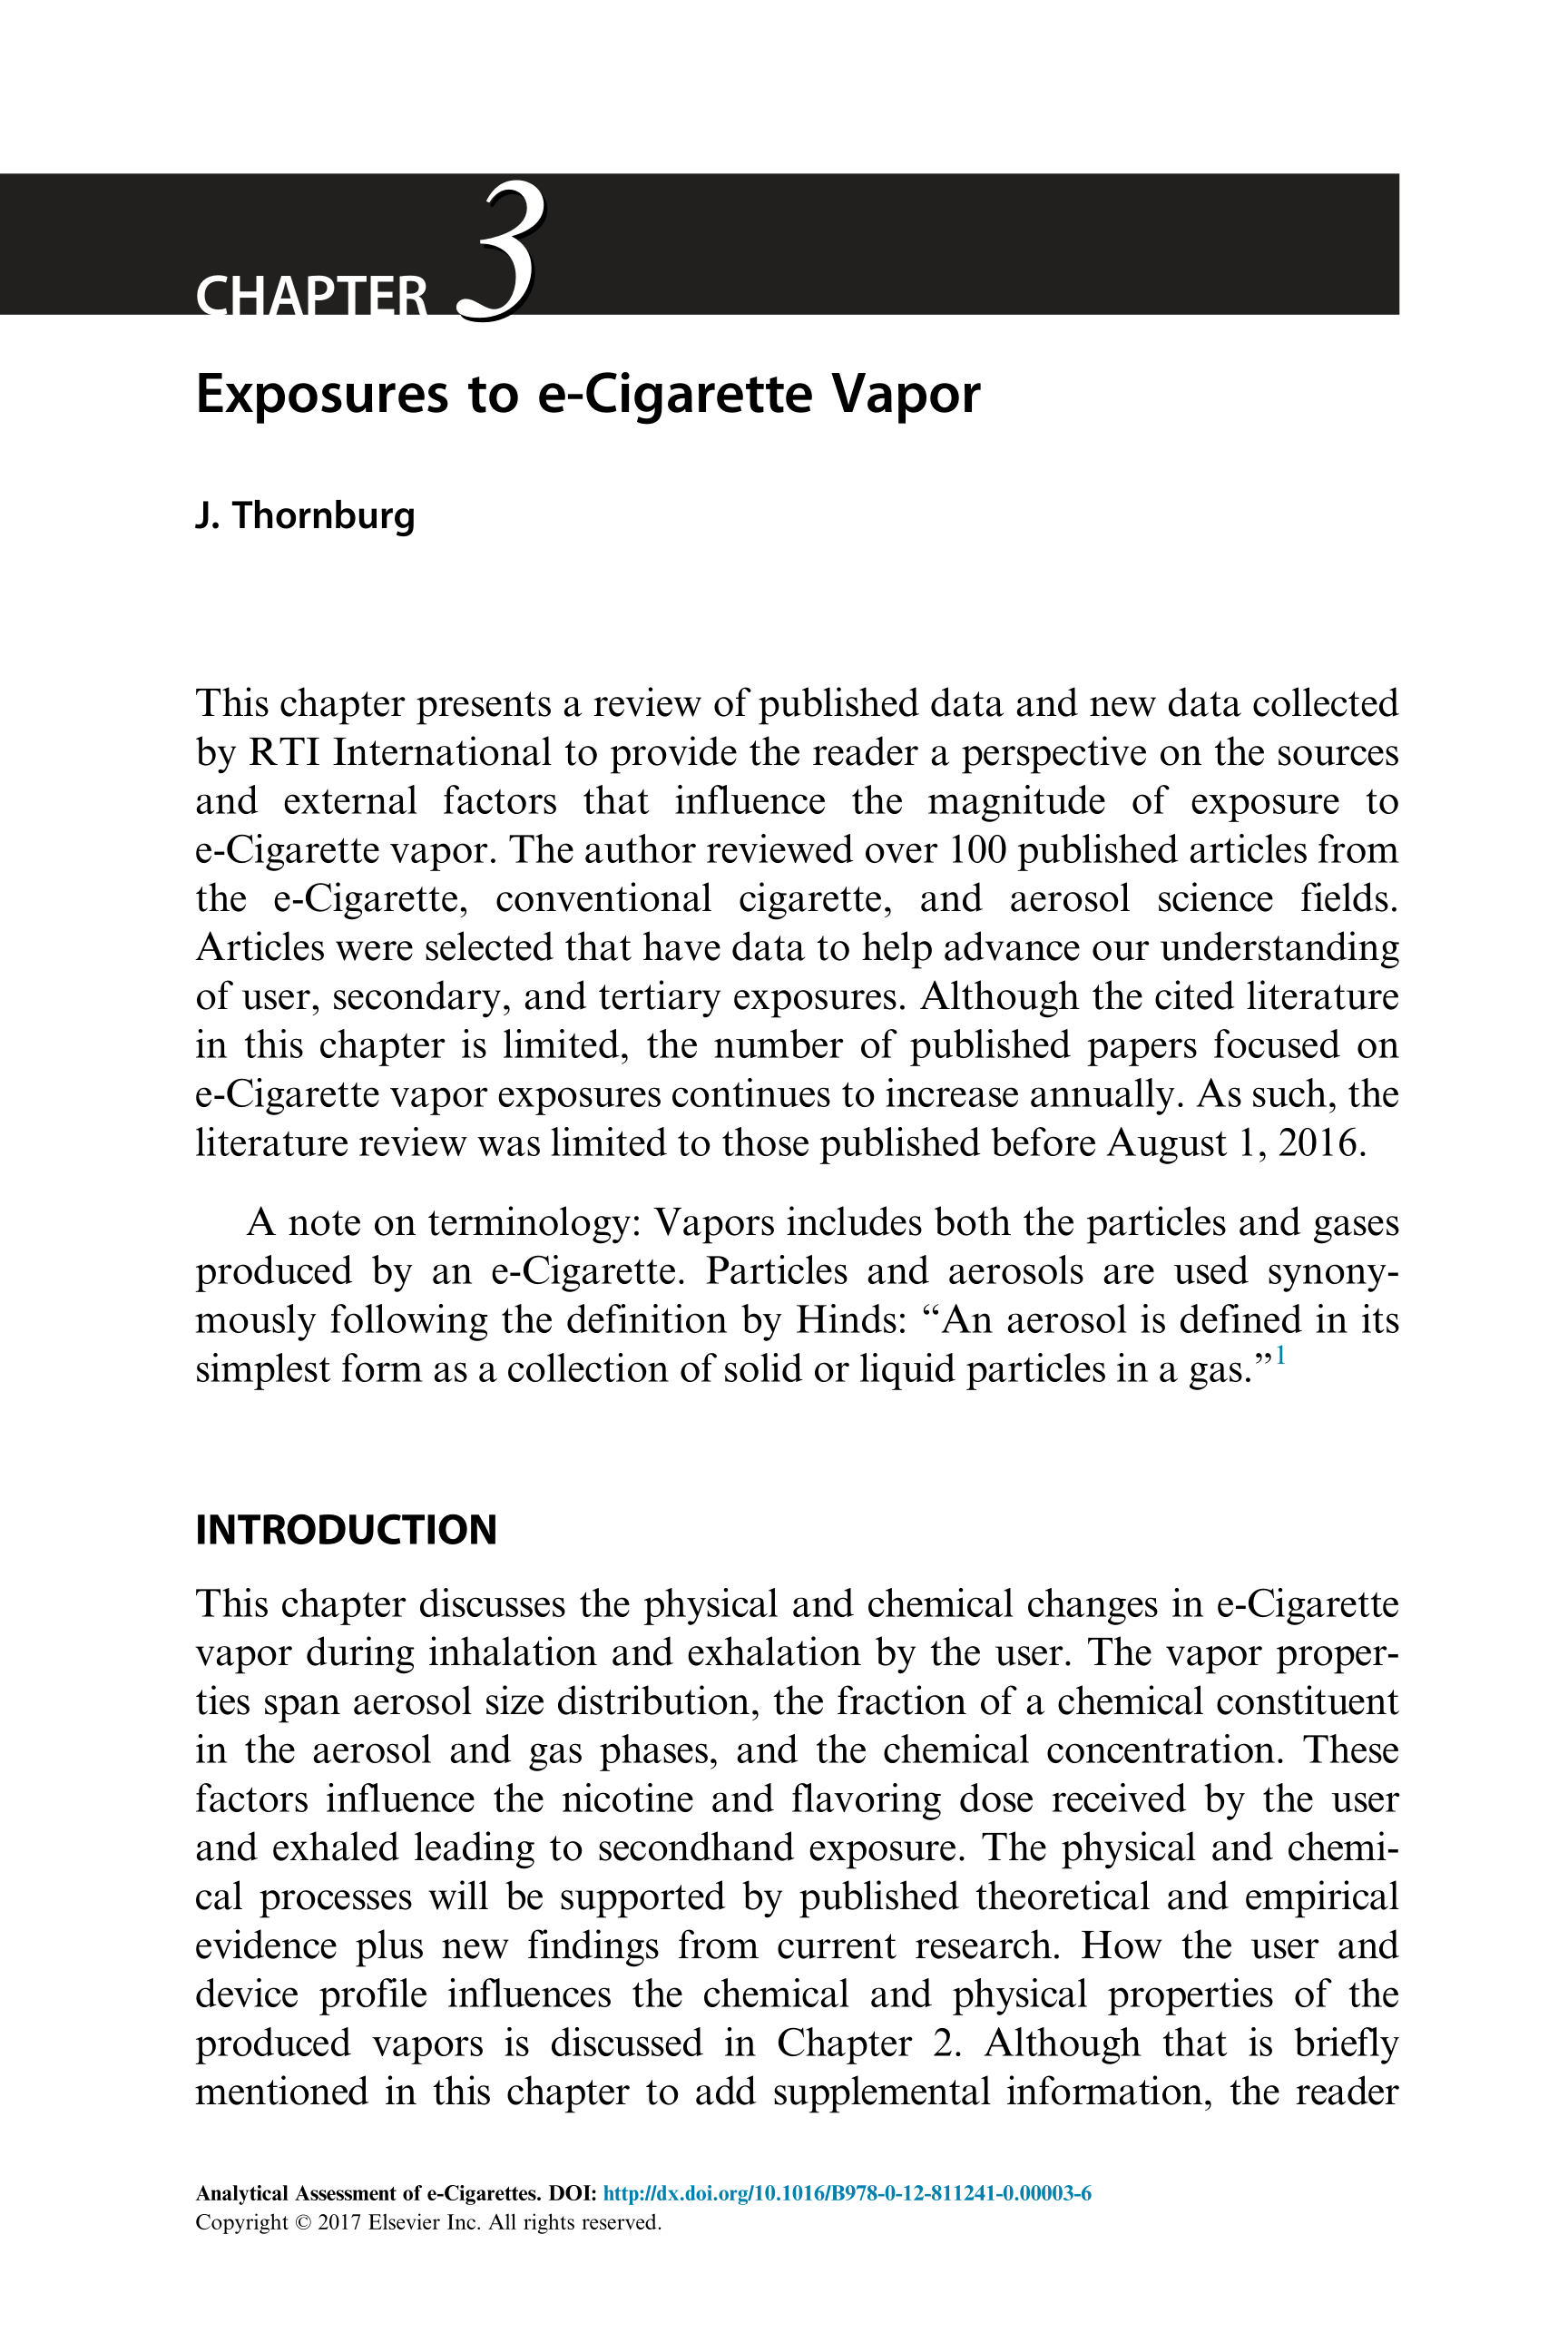 CHAPTER 3
Exposures to e-Cigarette Vapor
J. Thornburg
This chapter presents a review of published data and new data collected
by RTI International to provide the reader a perspective on the sources
and external factors that influence the magnitude of exposure to
e-Cigarette vapor. The author reviewed over 100 published articles from
the e-Cigarette, conventional cigarette, and aerosol science fields.
Articles were selected that have data to help advance our understanding
of user, secondary, and tertiary exposures. Although the cited literature
in this chapter is limited, the number of published papers focused on
e-Cigarette vapor exposures continues to increase annually. As such, the
literature review was limited to those published before August 1, 2016.
A note on terminology: Vapors includes both the particles and gases
produced by an e-Cigarette. Particles and aerosols are used synony-
mously following the definition by Hinds: “An aerosol is defined in its
simplest form as a collection of solid or liquid particles in a gas.”1
INTRODUCTION
This chapter discusses the physical and chemical changes in e-Cigarette
vapor during inhalation and exhalation by the user. The vapor proper-
ties span aerosol size distribution, the fraction of a chemical constituent
in the aerosol and gas phases, and the chemical concentration. These
factors influence the nicotine and flavoring dose received by the user
and exhaled leading to secondhand exposure. The physical and chemi-
cal processes will be supported by published theoretical and empirical
evidence plus new findings from current research. How the user and
device profile influences the chemical and physical properties of the
produced vapors is discussed in Chapter 2. Although that is briefly
mentioned in this chapter to add supplemental information, the reader
Analytical Assessment of e-Cigarettes. DOI: http://dx.doi.org/10.1016/B978-0-12-811241-0.00003-6
Copyright © 2017 Elsevier Inc. All rights reserved.